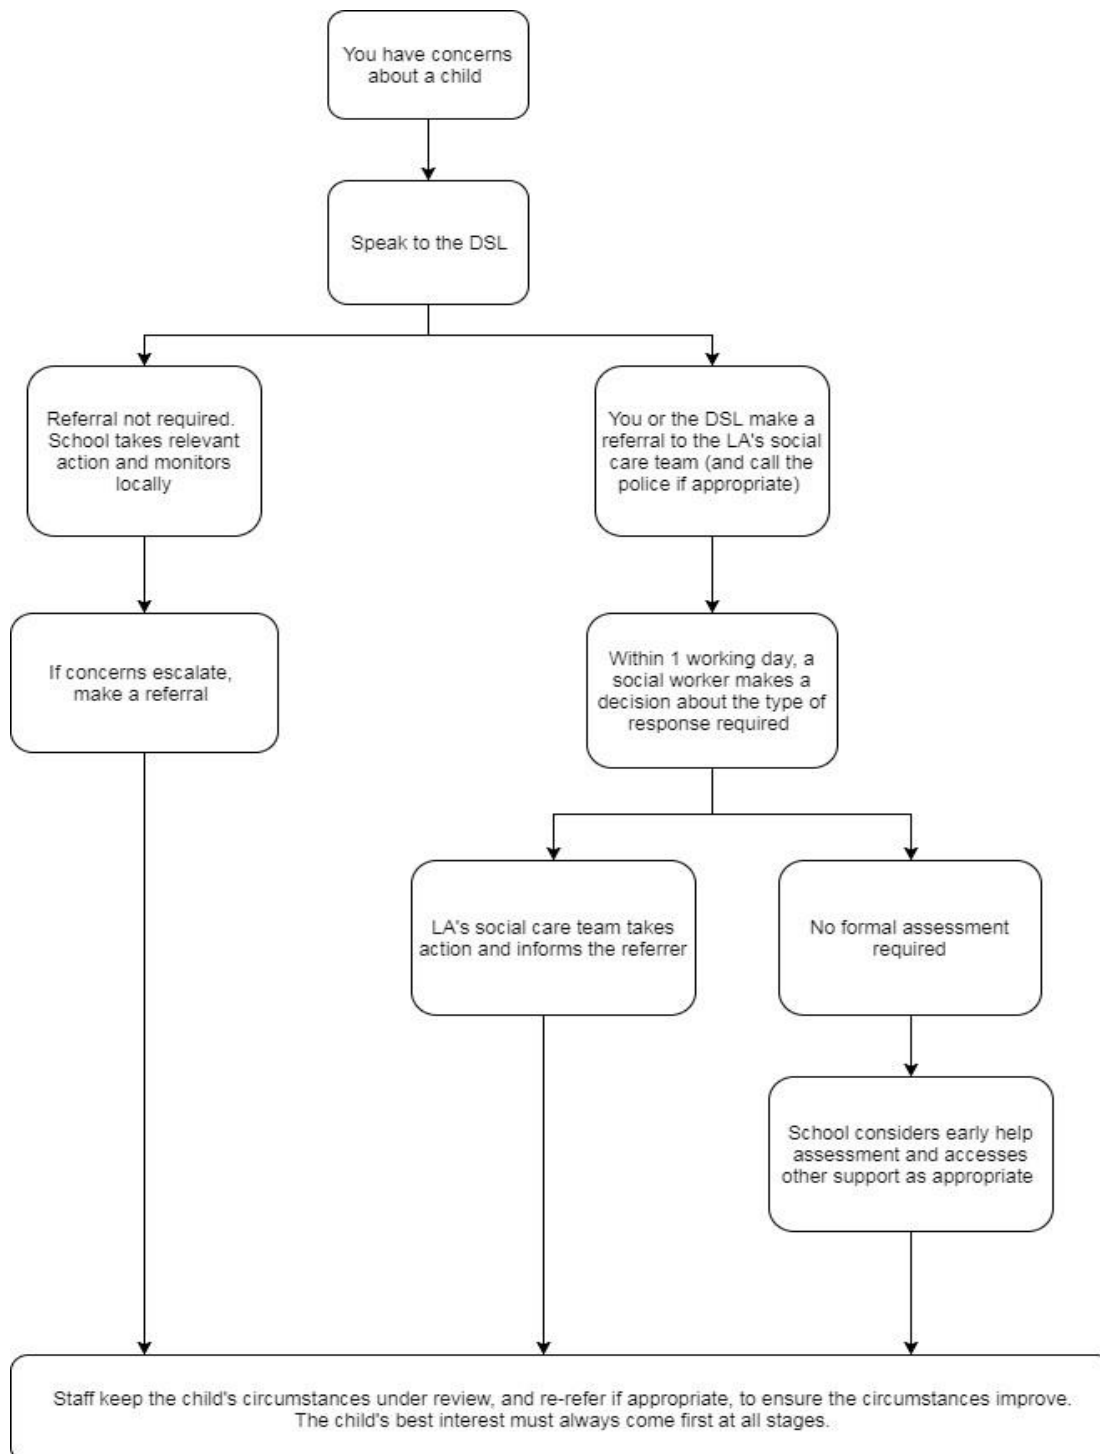 You have concerns
about a child
Speak to the DSL
Referral not required.
School takes relevant
action and monitors
locally
You or the DSL make a
referral to the LA's social
care team (and call the
police if appropriate)
If concerns escalate,
make a referral
Within 1 working day, a
social worker makes a
decision about the type of
response required
LA's social care team takes
action and informs the referrer
No formal assessment
required
School considers early help
assessment and accesses
other support as appropriate
Staff keep the child's circumstances under review, and re-refer if appropriate, to ensure the circumstances improve.
The child's best interest must always come first at all stages.